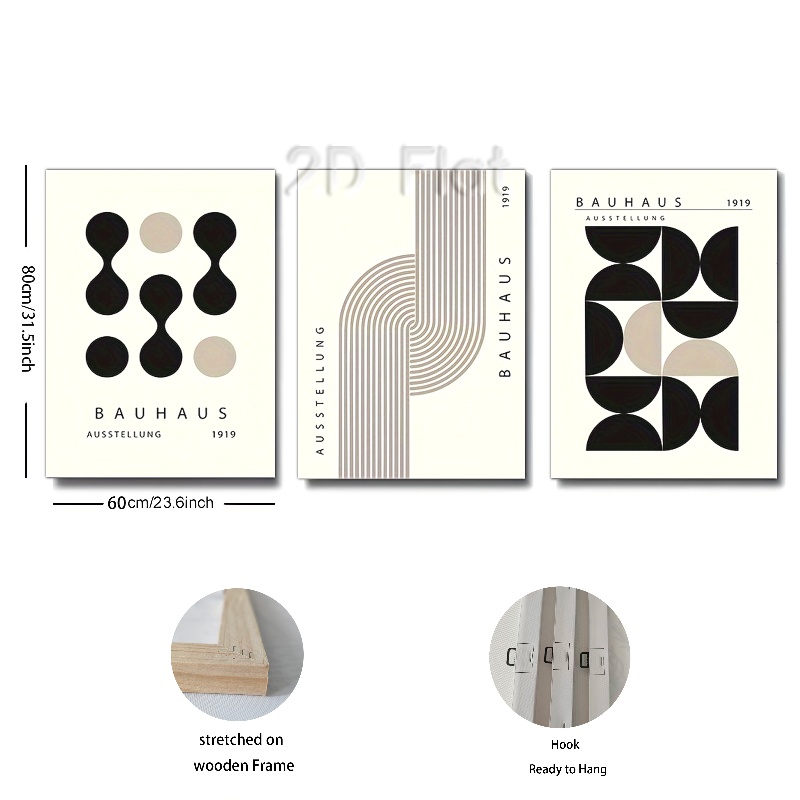 2D Flat
BAUHAUS
AUSSTELLUNG 1919
AUSSTELLUNG
BAUHAUS
1919
BAUHAUS 1919
AUSSTELLUNG
80cm/31.5inch
60cm/23.6inch
stretched on
wooden Frame
Hook
Ready to Hang